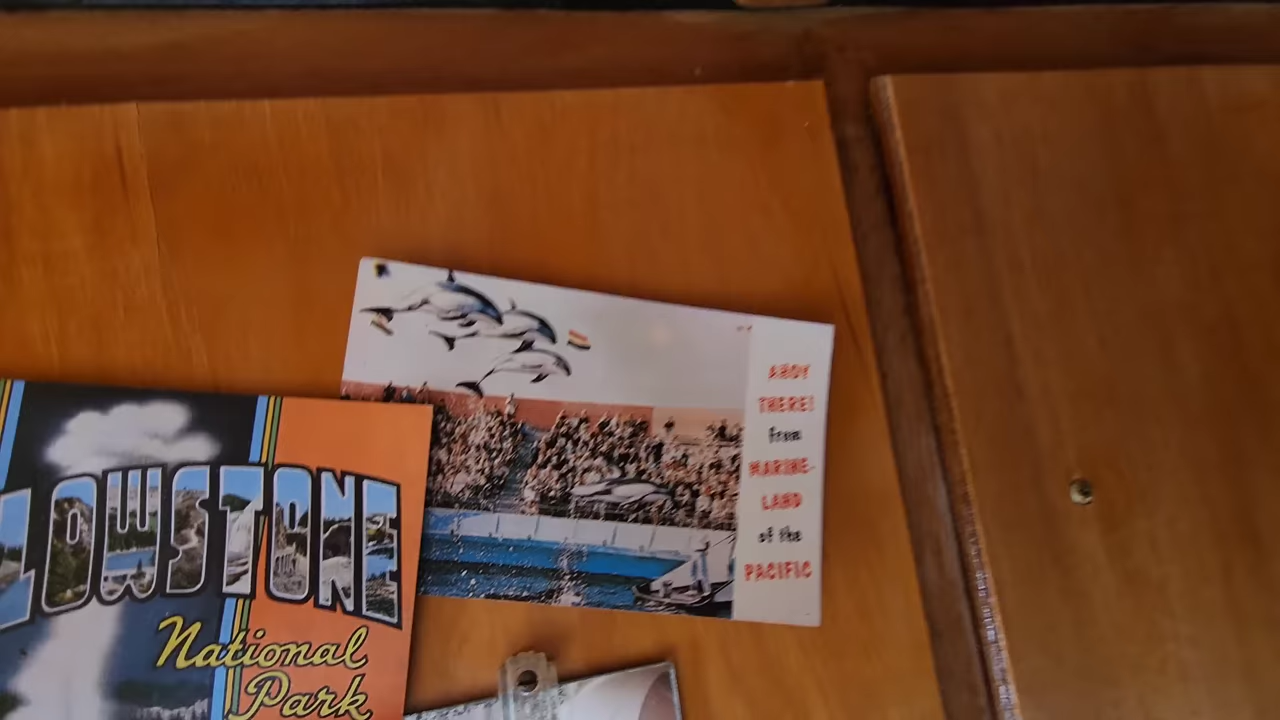 LOWSTONE
National
Park
AHOY
THERE!
from
MARINE-
LAND
of the
PACIFIC